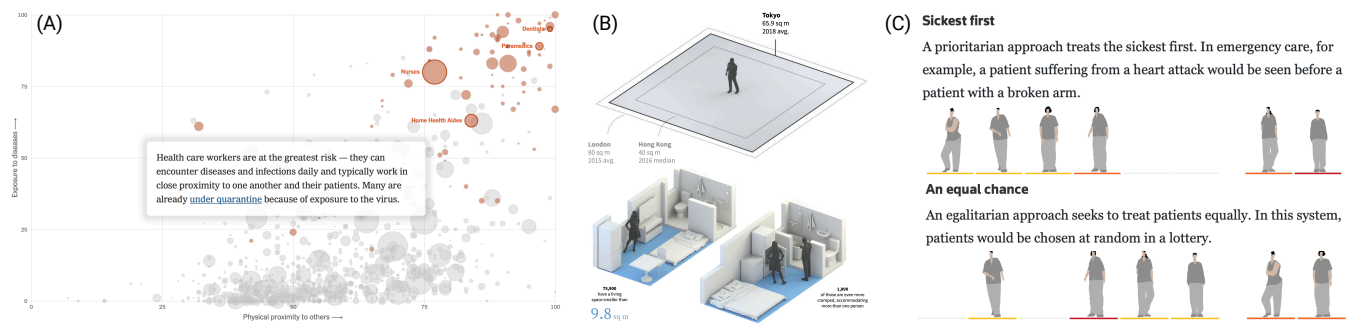 (A)
100
75
50
25
0
0
25
50
75
100
Exposure to diseases ⟶
Physical proximity to others ⟶
Dentists
Paramedics
Nurses
Home Health Aides
Health care workers are at the greatest risk — they can
encounter diseases and infections daily and typically work in
close proximity to one another and their patients. Many are
already under quarantine because of exposure to the virus.
(B)
Tokyo
65.9 sq m
2018 avg.
London
80 sq m
2015 avg.
Hong Kong
40 sq m
2016 median
75,500
have a living
space smaller than
9.8 sq m
of those are even more
cramped, accommodating
more than one person
(C)
Sickest first
A prioritarian approach treats the sickest first. In emergency care, for
example, a patient suffering from a heart attack would be seen before a
patient with a broken arm.
An equal chance
An egalitarian approach seeks to treat patients equally. In this system,
patients would be chosen at random in a lottery.